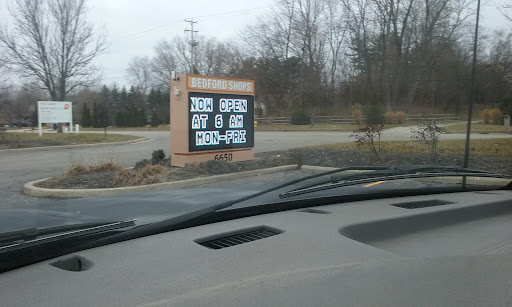 BEDFORD SHOPS
NOW OPEN
AT 6 AM
MON-FRI
6650